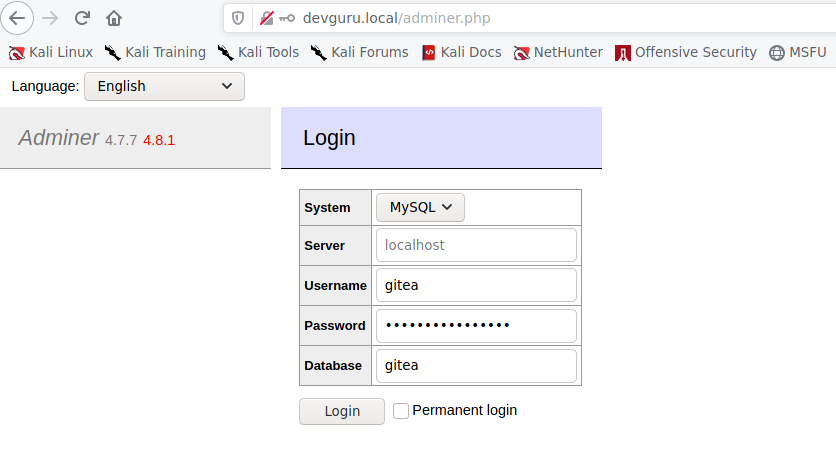 devguru.local/adminer.php
Kali Linux Kali Training Kali Tools Kali Forums Kali Docs NetHunter Offensive Security MSFU
Language: English
Adminer 4.7.7 4.8.1
Login
System MySQL
Server localhost
Username gitea
Password ••••••••••••••••
Database gitea
Login Permanent login